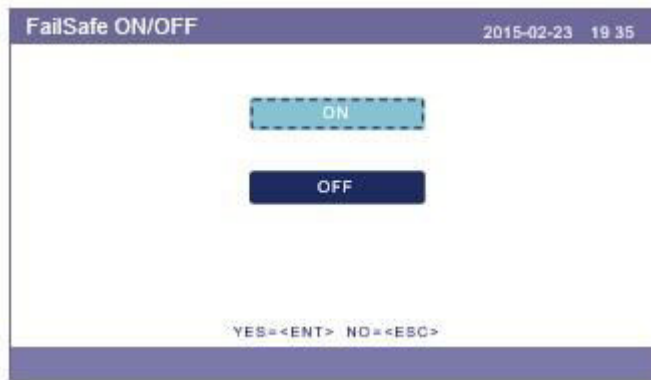 FailSafe ON/OFF
2015-02-23 19 35
ON
OFF
YES=<ENT> NO=<ESC>